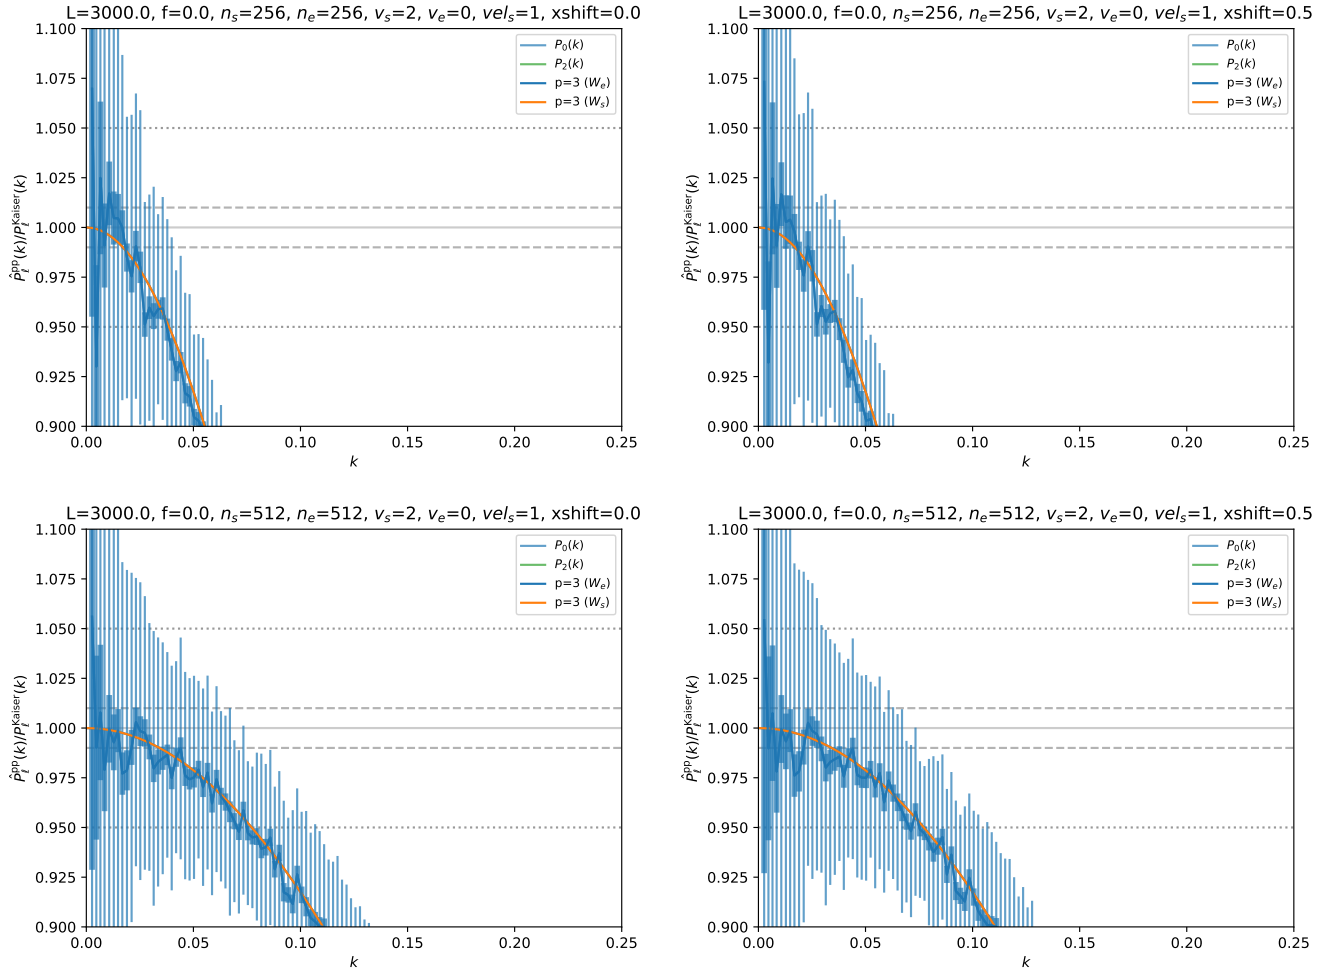 L=3000.0, f=0.0, n_s=256, n_e=256, v_s=2, v_e=0, vel_s=1, xshift=0.0
1.100
1.075
1.050
1.025
1.000
0.975
0.950
0.925
0.900
P̂_ℓ^pp(k)/P_ℓ^Kaiser(k)
P_0(k)
P_2(k)
p=3 (W_e)
p=3 (W_s)
0.00 0.05 0.10 0.15 0.20 0.25
k
L=3000.0, f=0.0, n_s=256, n_e=256, v_s=2, v_e=0, vel_s=1, xshift=0.5
1.100
1.075
1.050
1.025
1.000
0.975
0.950
0.925
0.900
P̂_ℓ^pp(k)/P_ℓ^Kaiser(k)
P_0(k)
P_2(k)
p=3 (W_e)
p=3 (W_s)
0.00 0.05 0.10 0.15 0.20 0.25
k
L=3000.0, f=0.0, n_s=512, n_e=512, v_s=2, v_e=0, vel_s=1, xshift=0.0
1.100
1.075
1.050
1.025
1.000
0.975
0.950
0.925
0.900
P̂_ℓ^pp(k)/P_ℓ^Kaiser(k)
P_0(k)
P_2(k)
p=3 (W_e)
p=3 (W_s)
0.00 0.05 0.10 0.15 0.20 0.25
k
L=3000.0, f=0.0, n_s=512, n_e=512, v_s=2, v_e=0, vel_s=1, xshift=0.5
1.100
1.075
1.050
1.025
1.000
0.975
0.950
0.925
0.900
P̂_ℓ^pp(k)/P_ℓ^Kaiser(k)
P_0(k)
P_2(k)
p=3 (W_e)
p=3 (W_s)
0.00 0.05 0.10 0.15 0.20 0.25
k